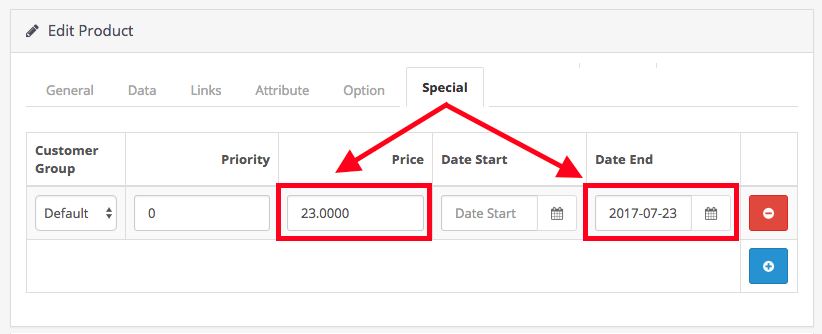 Edit Product
General Data Links Attribute Option Special
Customer Group Priority Price Date Start Date End
Default 0 23.0000 Date Start 2017-07-23